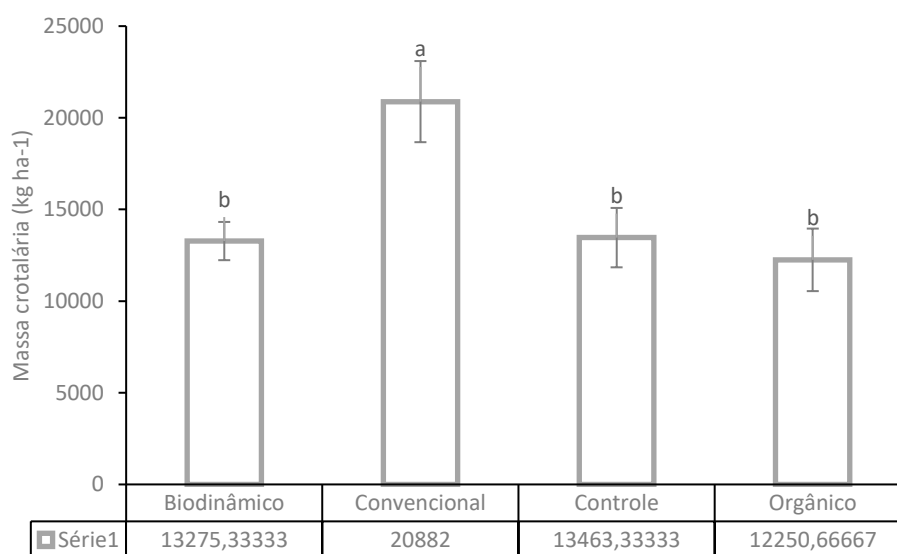 Massa crotalária (kg ha-1)
25000
20000
15000
10000
5000
0
b
a
b
b
Biodinâmico Convencional Controle Orgânico
Série1 13275,33333 20882 13463,33333 12250,66667